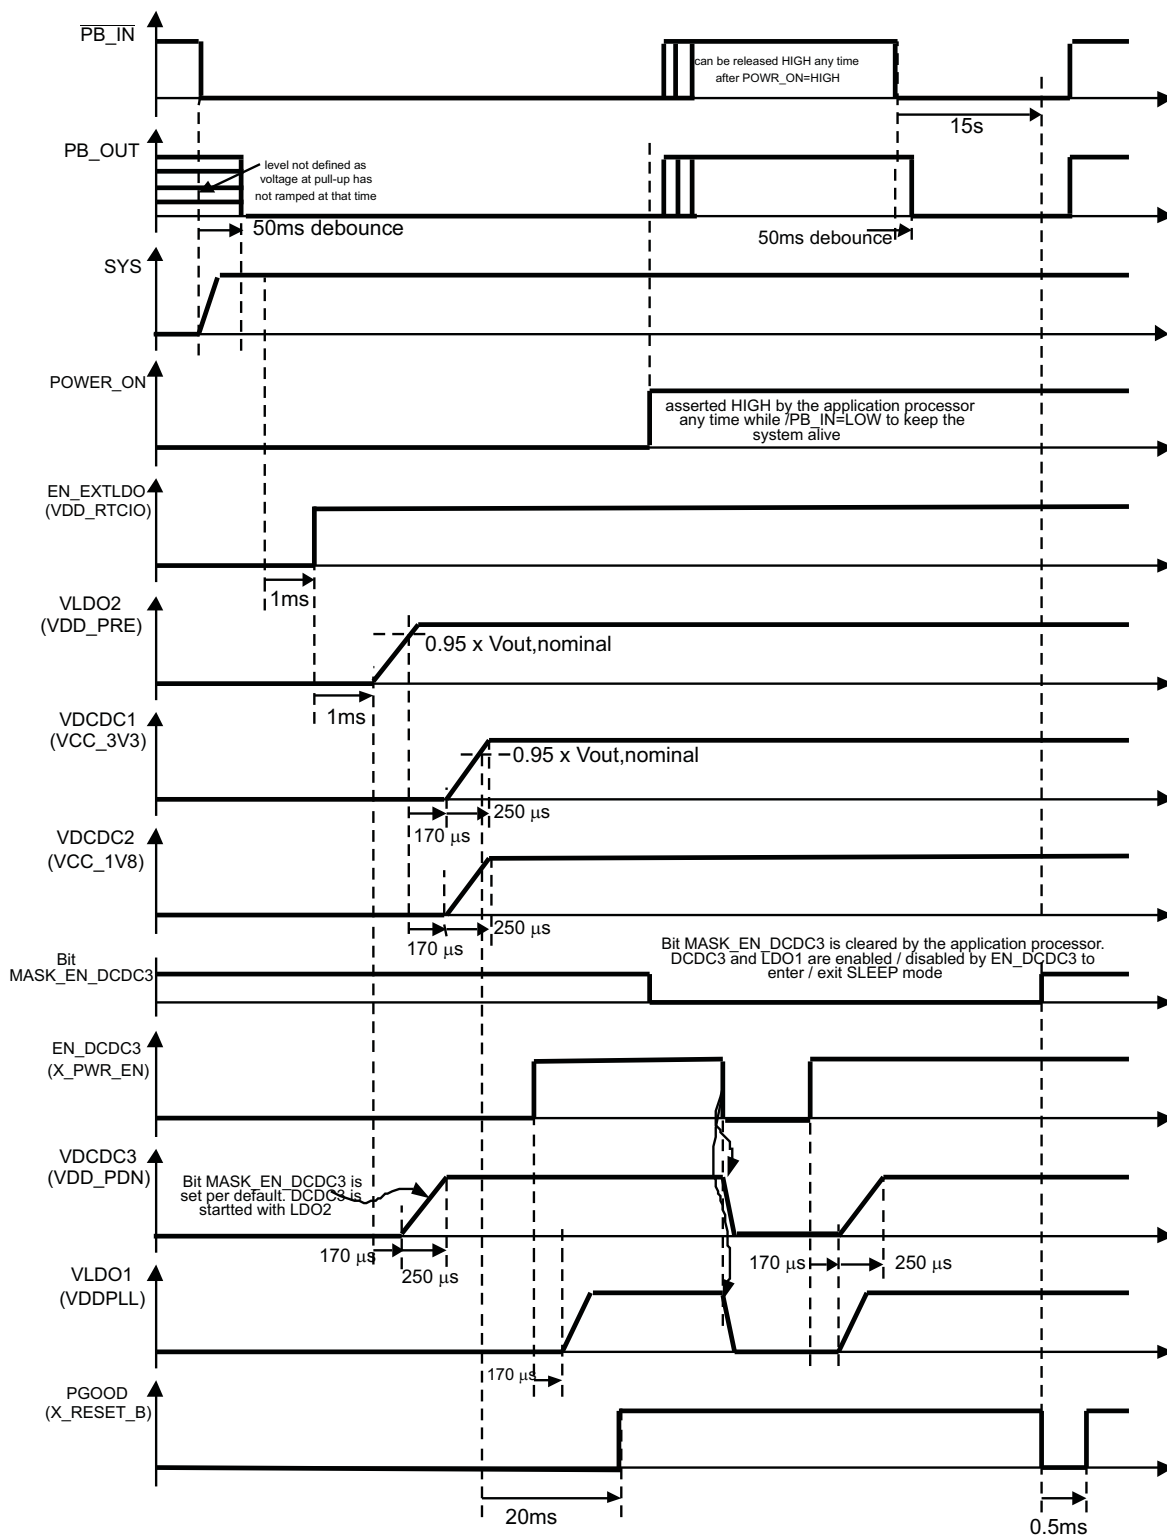 PB_IN
can be released HIGH any time
after POWR_ON=HIGH
15s
PB_OUT
level not defined as
voltage at pull-up has
not ramped at that time
50ms debounce
50ms debounce
SYS
POWER_ON
asserted HIGH by the application processor
any time while /PB_IN=LOW to keep the
system alive
EN_EXTLDO
(VDD_RTCIO)
1ms
VLDO2
(VDD_PRE)
0.95 x Vout,nominal
1ms
VDCDC1
(VCC_3V3)
0.95 x Vout,nominal
250 μs
170 μs
VDCDC2
(VCC_1V8)
250 μs
170 μs
Bit
MASK_EN_DCDC3
Bit MASK_EN_DCDC3 is cleared by the application processor.
DCDC3 and LDO1 are enabled / disabled by EN_DCDC3 to
enter / exit SLEEP mode
EN_DCDC3
(X_PWR_EN)
VDCDC3
(VDD_PDN)
Bit MASK_EN_DCDC3 is
set per default. DCDC3 is
startted with LDO2
170 μs
250 μs
170 μs
250 μs
VLDO1
(VDDPLL)
170 μs
PGOOD
(X_RESET_B)
20ms
0.5ms